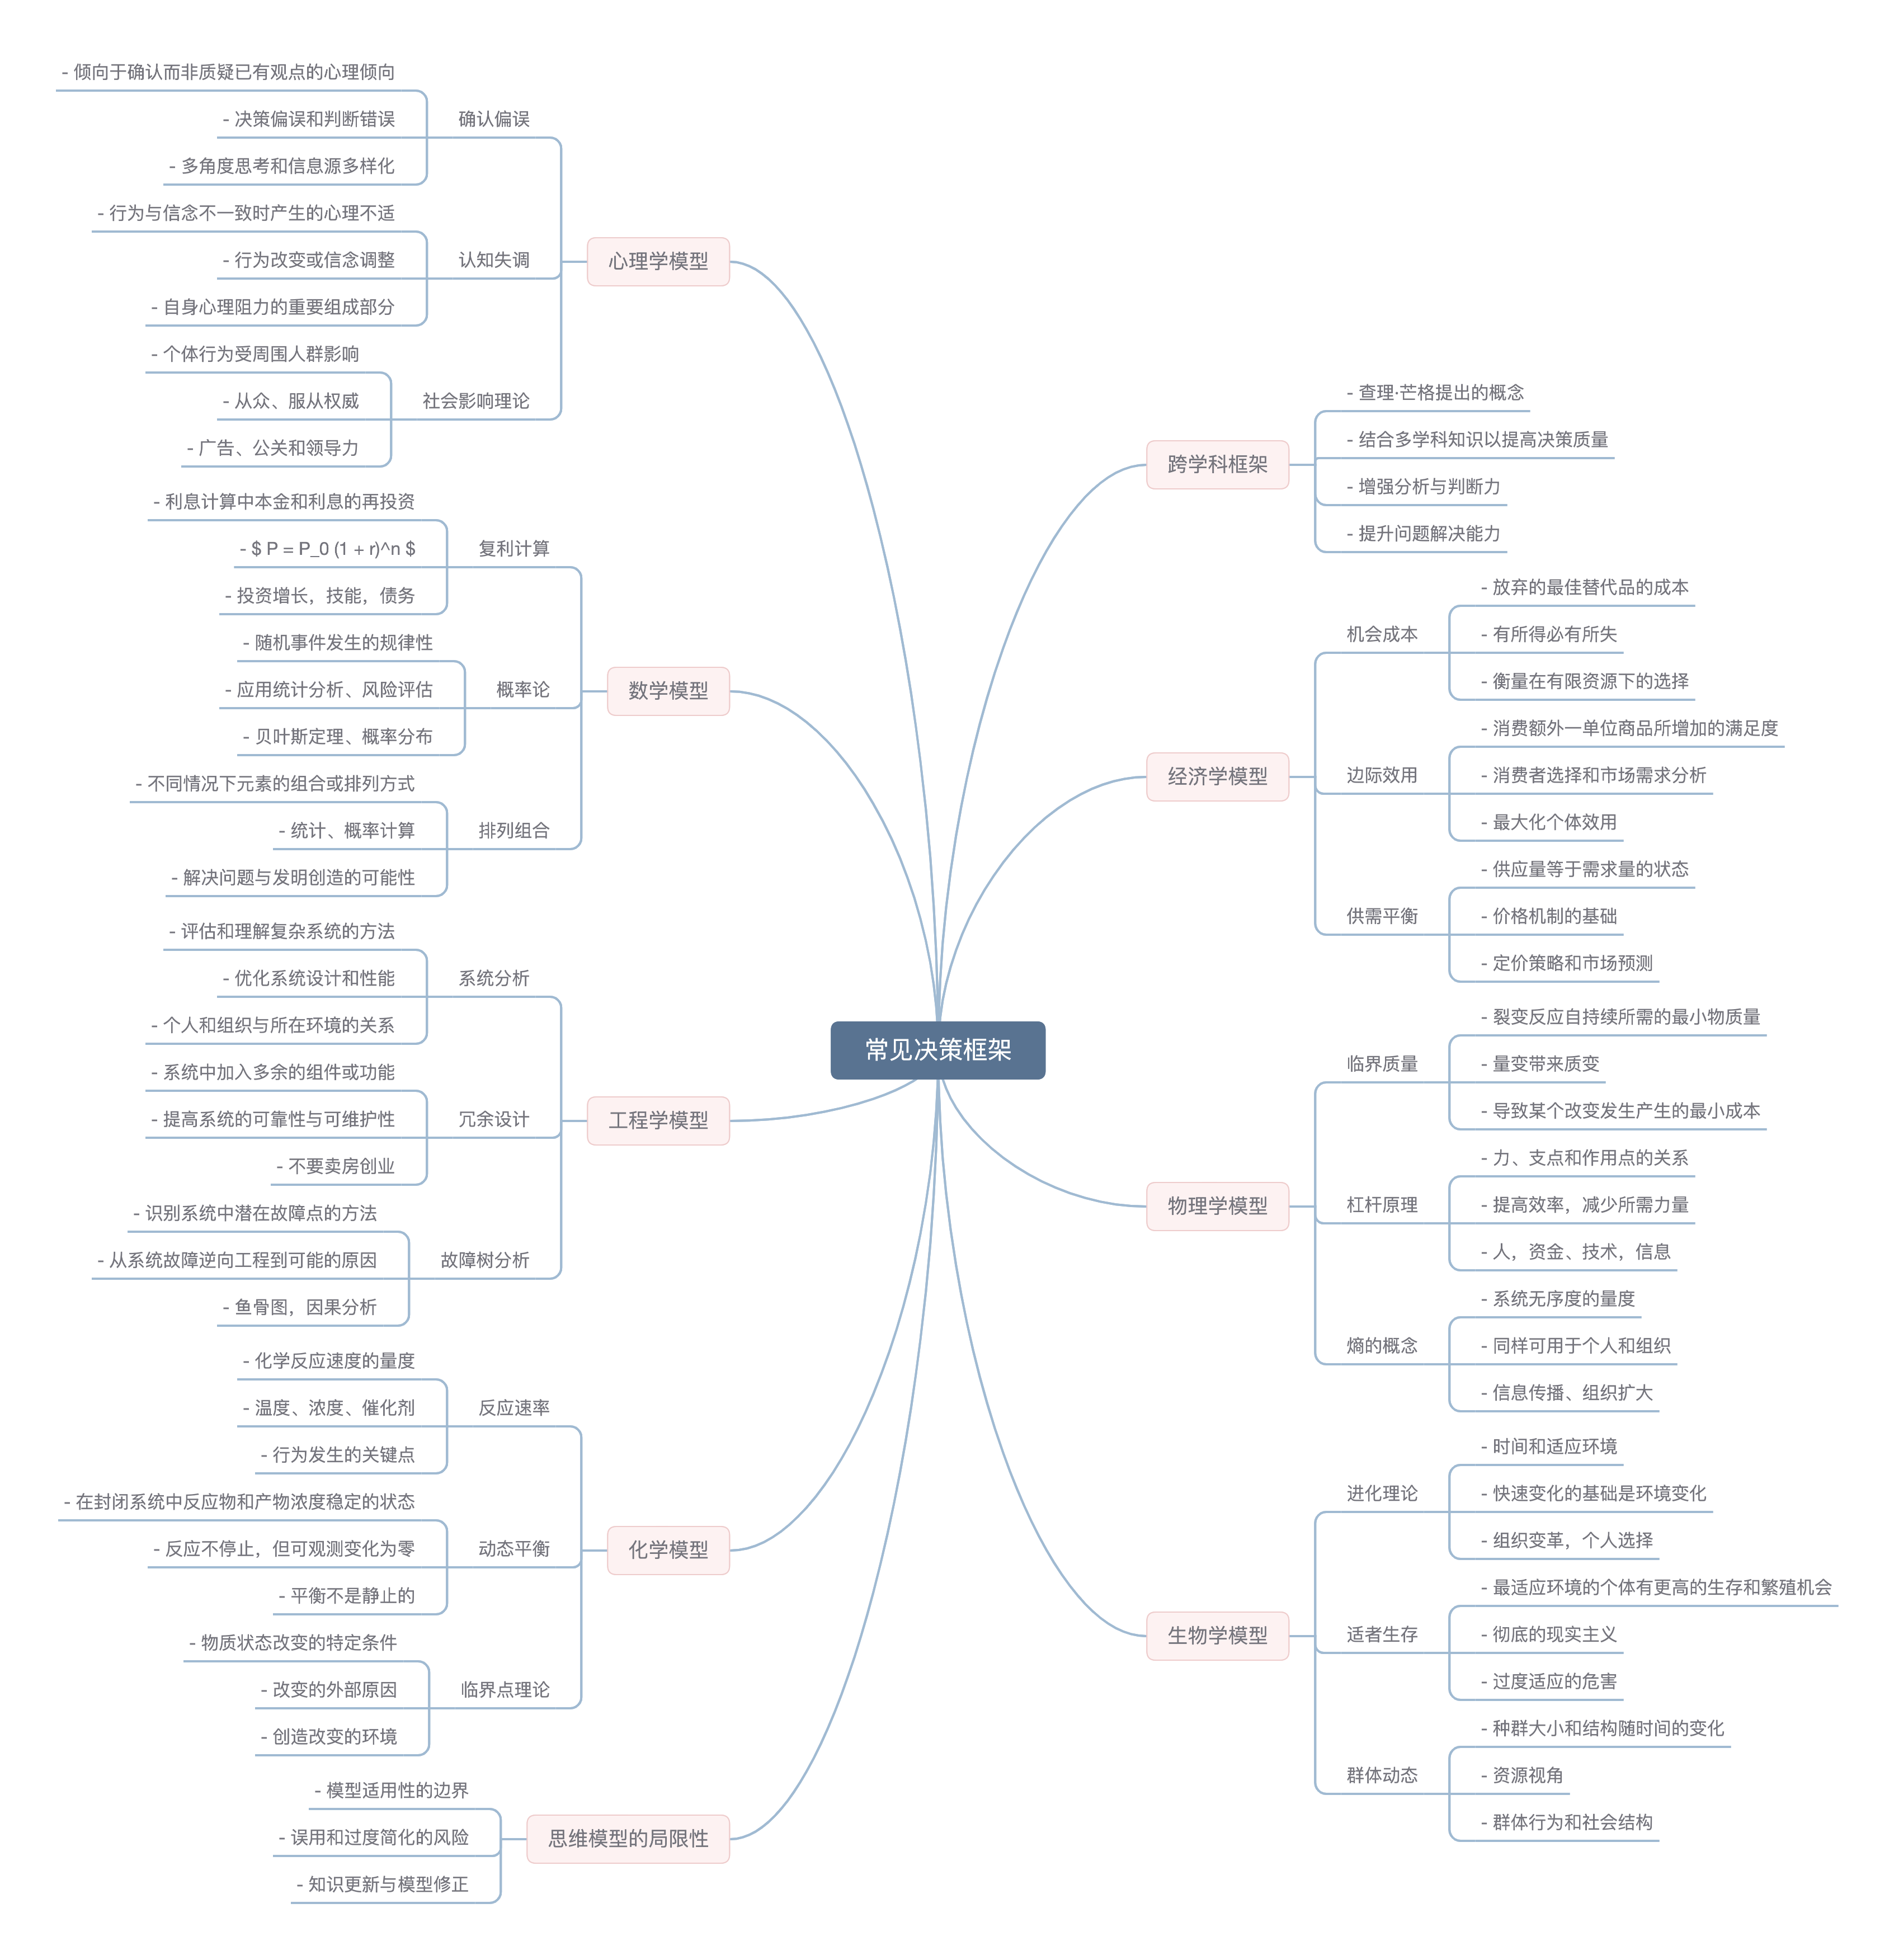 常见决策框架
跨学科框架
- 查理·芒格提出的概念
- 结合多学科知识以提高决策质量
- 增强分析与判断力
- 提升问题解决能力
经济学模型
机会成本
- 放弃的最佳替代品的成本
- 有所得必有所失
- 衡量在有限资源下的选择
边际效用
- 消费额外一单位商品所增加的满足度
- 消费者选择和市场需求分析
- 最大化个体效用
供需平衡
- 供应量等于需求量的状态
- 价格机制的基础
- 定价策略和市场预测
物理学模型
临界质量
- 裂变反应自持续所需的最小物质量
- 量变带来质变
- 导致某个改变发生产生的最小成本
杠杆原理
- 力、支点和作用点的关系
- 提高效率，减少所需力量
- 人，资金、技术，信息
熵的概念
- 系统无序度的量度
- 同样可用于个人和组织
- 信息传播、组织扩大
生物学模型
进化理论
- 时间和适应环境
- 快速变化的基础是环境变化
- 组织变革，个人选择
适者生存
- 最适应环境的个体有更高的生存和繁殖机会
- 彻底的现实主义
- 过度适应的危害
群体动态
- 种群大小和结构随时间的变化
- 资源视角
- 群体行为和社会结构
心理学模型
确认偏误
- 倾向于确认而非质疑已有观点的心理倾向
- 决策偏误和判断错误
- 多角度思考和信息源多样化
认知失调
- 行为与信念不一致时产生的心理不适
- 行为改变或信念调整
- 自身心理阻力的重要组成部分
社会影响理论
- 个体行为受周围人群影响
- 从众、服从权威
- 广告、公关和领导力
数学模型
复利计算
- 利息计算中本金和利息的再投资
- $ P = P_0 (1 + r)^n $
- 投资增长，技能，债务
概率论
- 随机事件发生的规律性
- 应用统计分析、风险评估
- 贝叶斯定理、概率分布
排列组合
- 不同情况下元素的组合或排列方式
- 统计、概率计算
- 解决问题与发明创造的可能性
工程学模型
系统分析
- 评估和理解复杂系统的方法
- 优化系统设计和性能
- 个人和组织与所在环境的关系
冗余设计
- 系统中加入多余的组件或功能
- 提高系统的可靠性与可维护性
- 不要卖房创业
故障树分析
- 识别系统中潜在故障点的方法
- 从系统故障逆向工程到可能的原因
- 鱼骨图，因果分析
化学模型
反应速率
- 化学反应速度的量度
- 温度、浓度、催化剂
- 行为发生的关键点
动态平衡
- 在封闭系统中反应物和产物浓度稳定的状态
- 反应不停止，但可观测变化为零
- 平衡不是静止的
临界点理论
- 物质状态改变的特定条件
- 改变的外部原因
- 创造改变的环境
思维模型的局限性
- 模型适用性的边界
- 误用和过度简化的风险
- 知识更新与模型修正